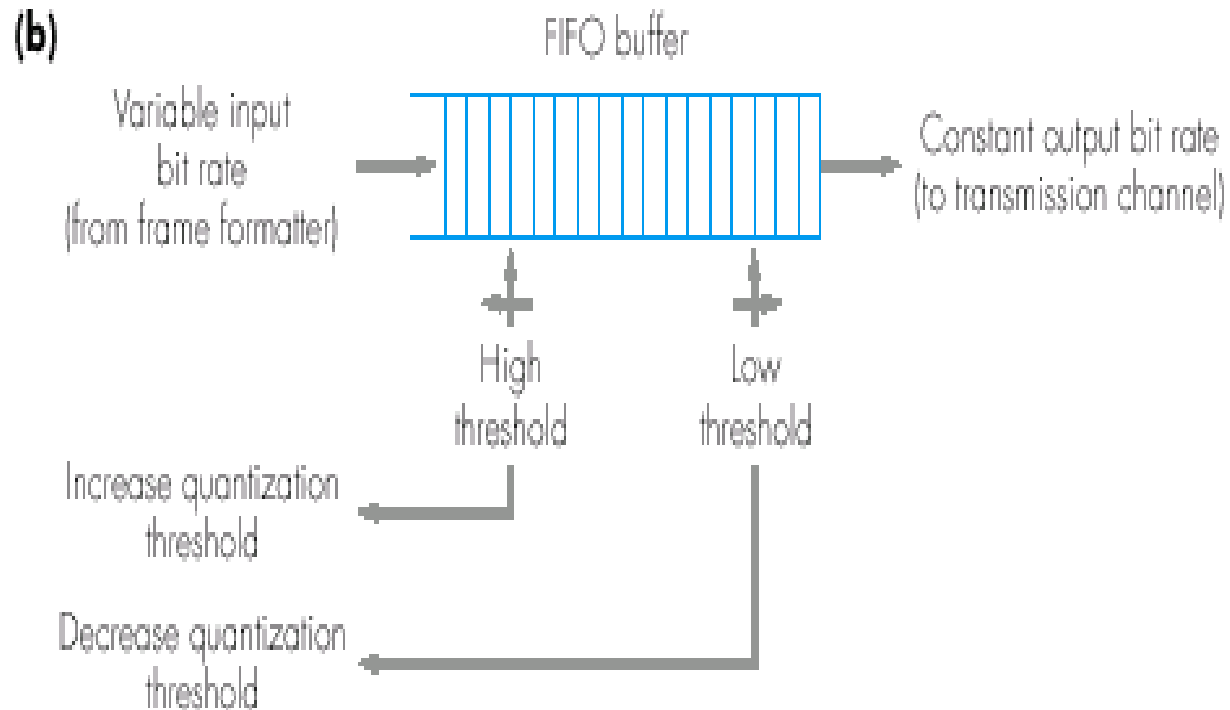 (b)
FIFO buffer
Variable input
bit rate
(from frame formatter)
Constant output bit rate
(to transmission channel)
High
threshold
Low
threshold
Increase quantization
threshold
Decrease quantization
threshold